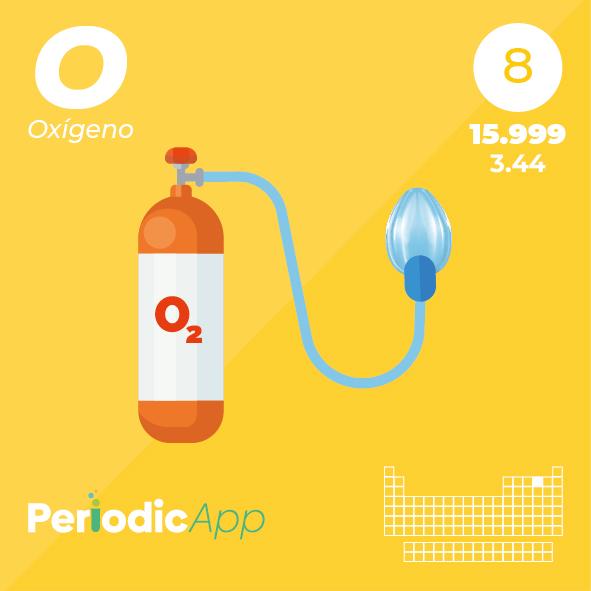 O
Oxígeno
8
15.999
3.44
O₂
PeriodicApp